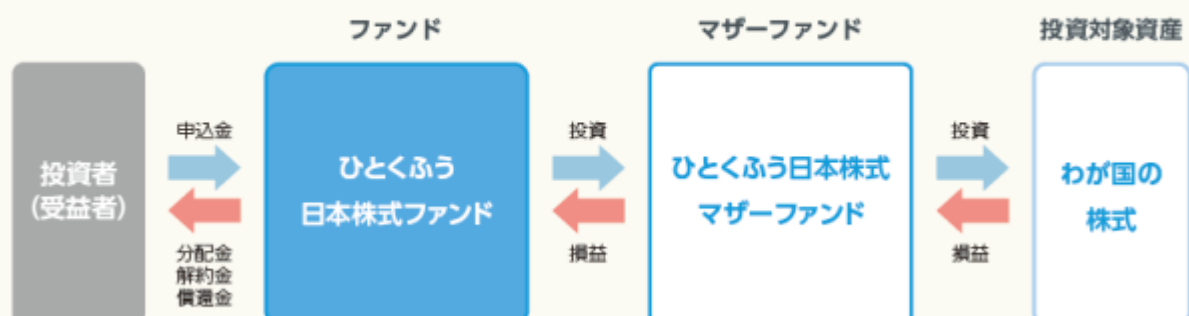 ファンド
マザーファンド
投資対象資産
投資者
(受益者)
申込金
分配金
解約金
償還金
ひとくふう
日本株式ファンド
投資
損益
ひとくふう日本株式
マザーファンド
投資
損益
わが国の
株式